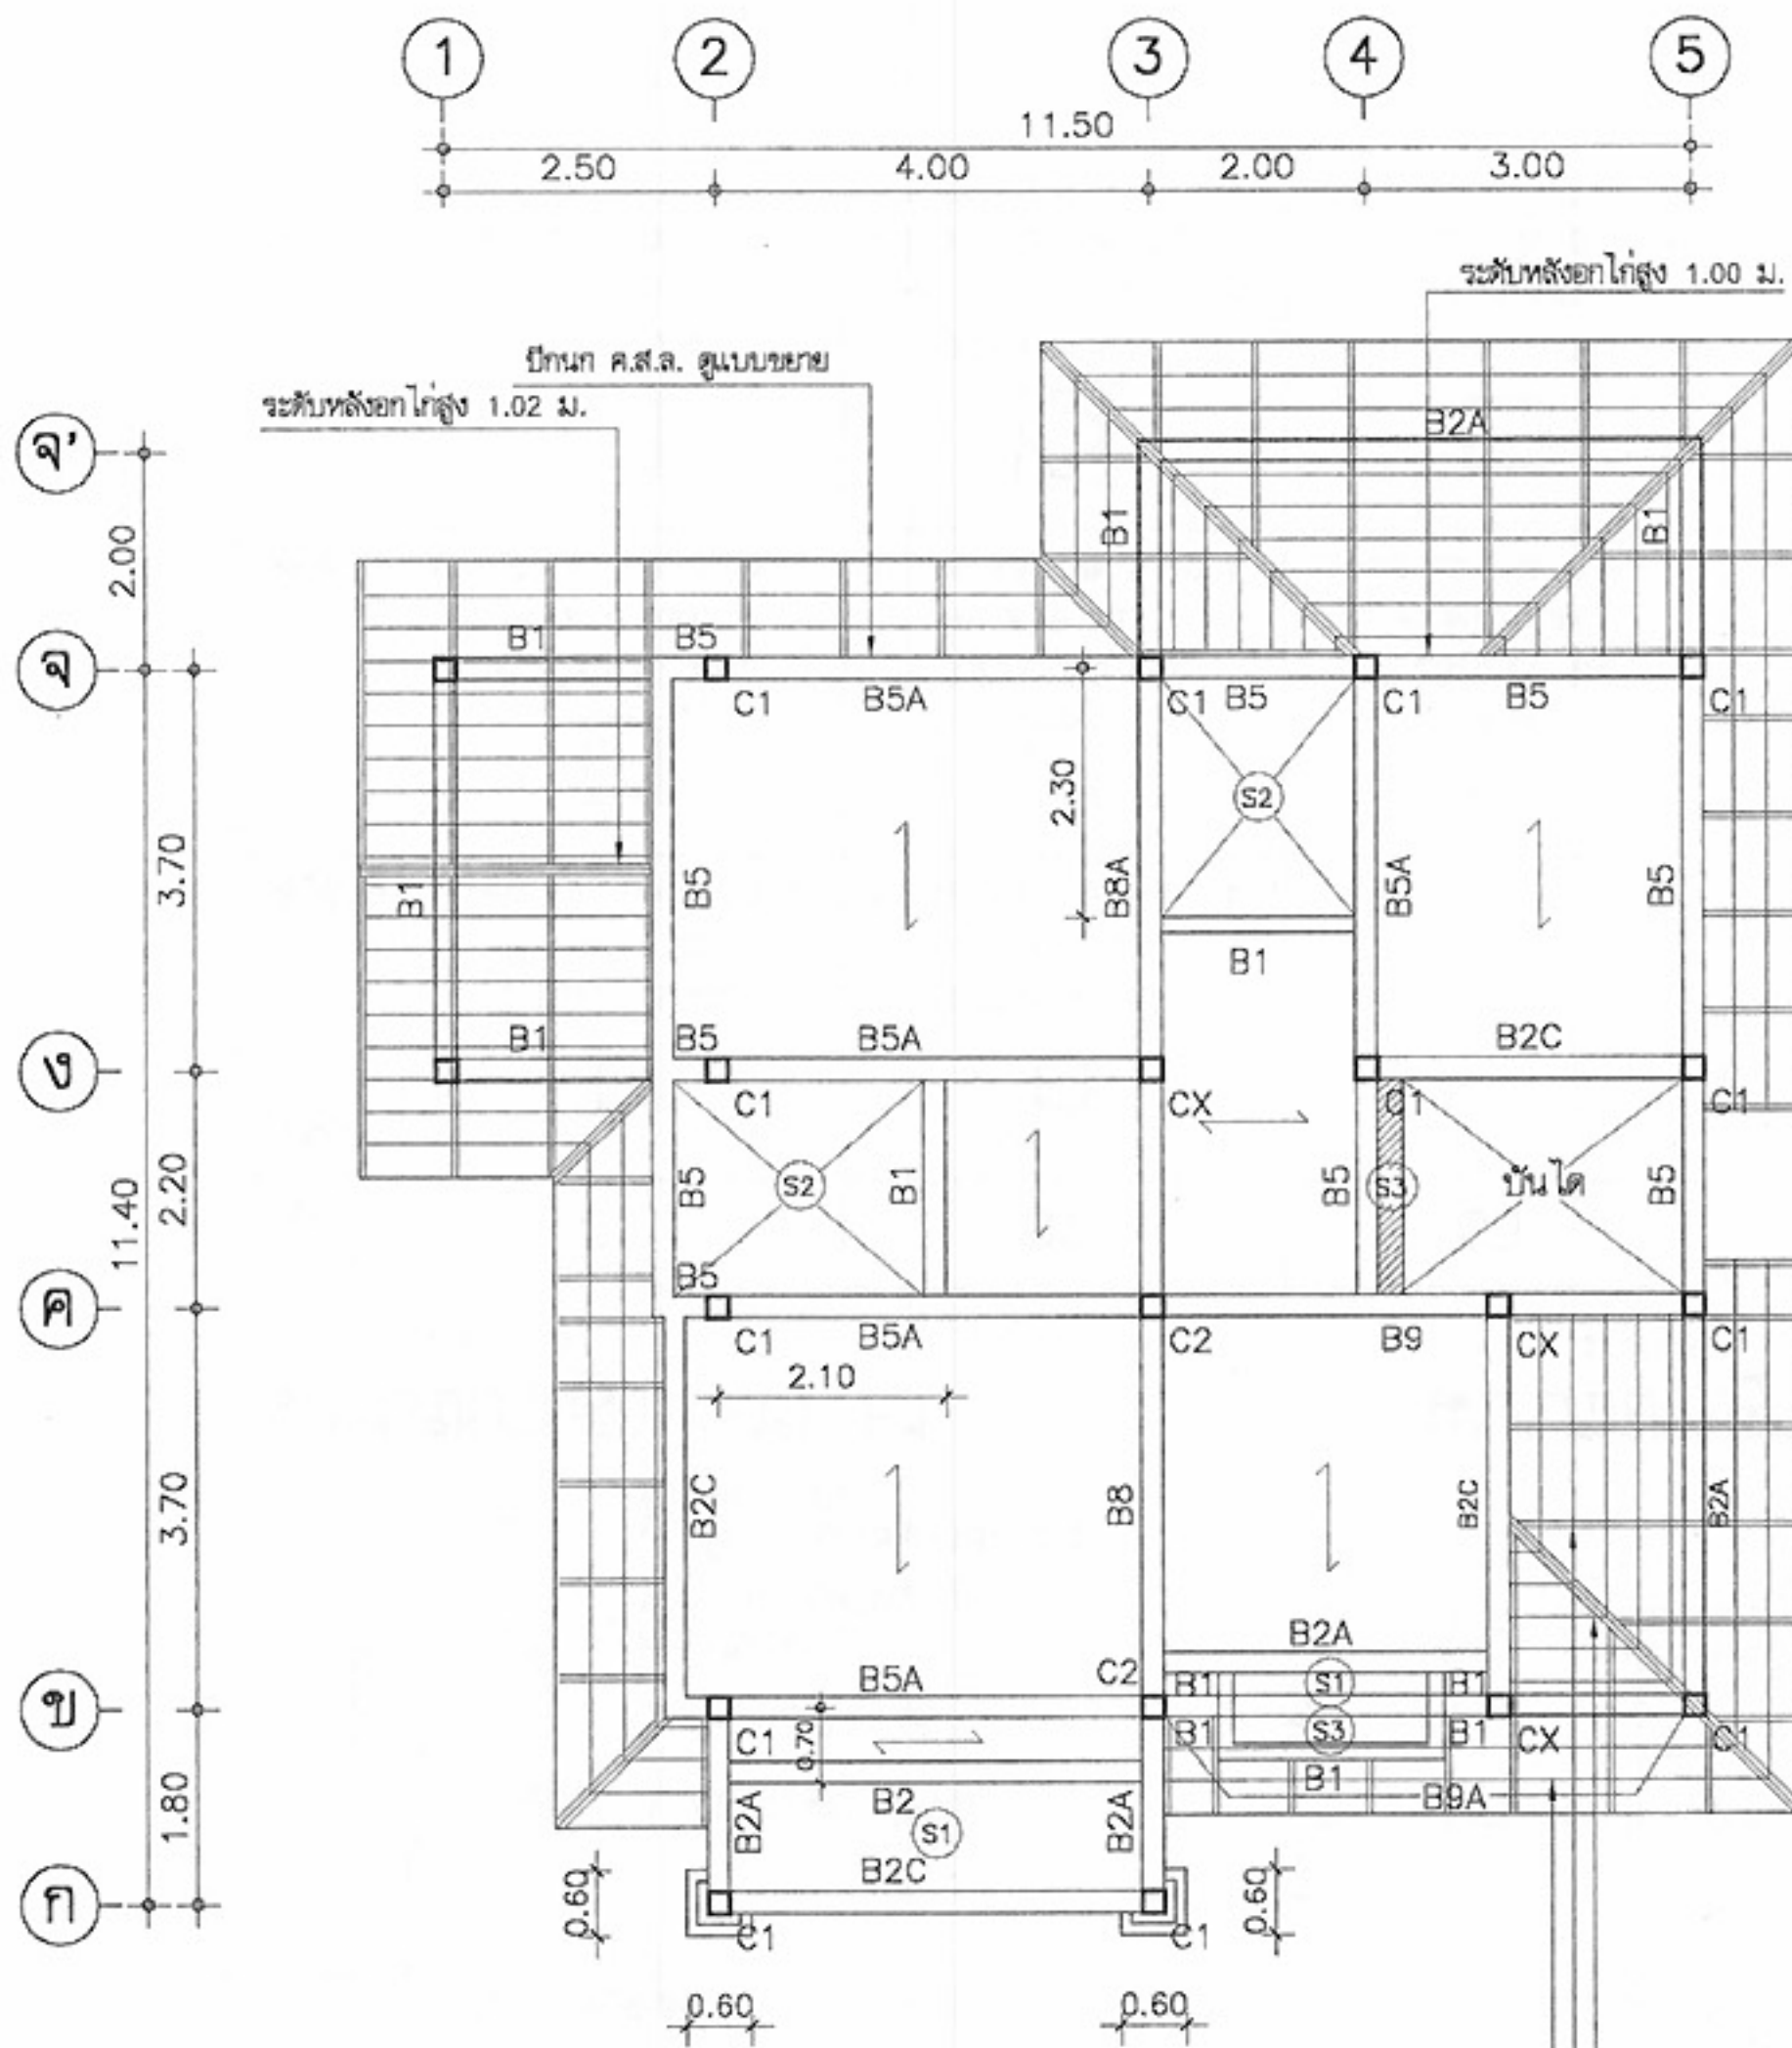 1 2 3 4 5
11.50
2.50 4.00 2.00 3.00
ระดับหลังอกไก่สูง 1.00 ม.
ปีกนก ค.ส.ล. ดูแบบขยาย
ระดับหลังอกไก่สูง 1.02 ม.
B2A
จ'
2.00
B1 B1
B1 B5
จ
C1 B5A C1 B5 C1 B5 C1
2.30
S2
3.70
B1 B5 B8A B5A B5
B1
B1 B5 B5A B2C
ง
C1 CX C1 C1
11.40 2.20
B5 S2 B1 B5 S3 บันได B5
B5
ค
C1 B5A C2 B9 CX C1
2.10
3.70
B2C B8 B2C B2A
B2A
B5A C2 B1 S1 B1
ข
C1 0.70 B1 S3 B1 CX C1
B1
B2 B9A
1.80
B2A S1 B2A
B2C
0.60 0.60
ก
C1 C1
0.60 0.60